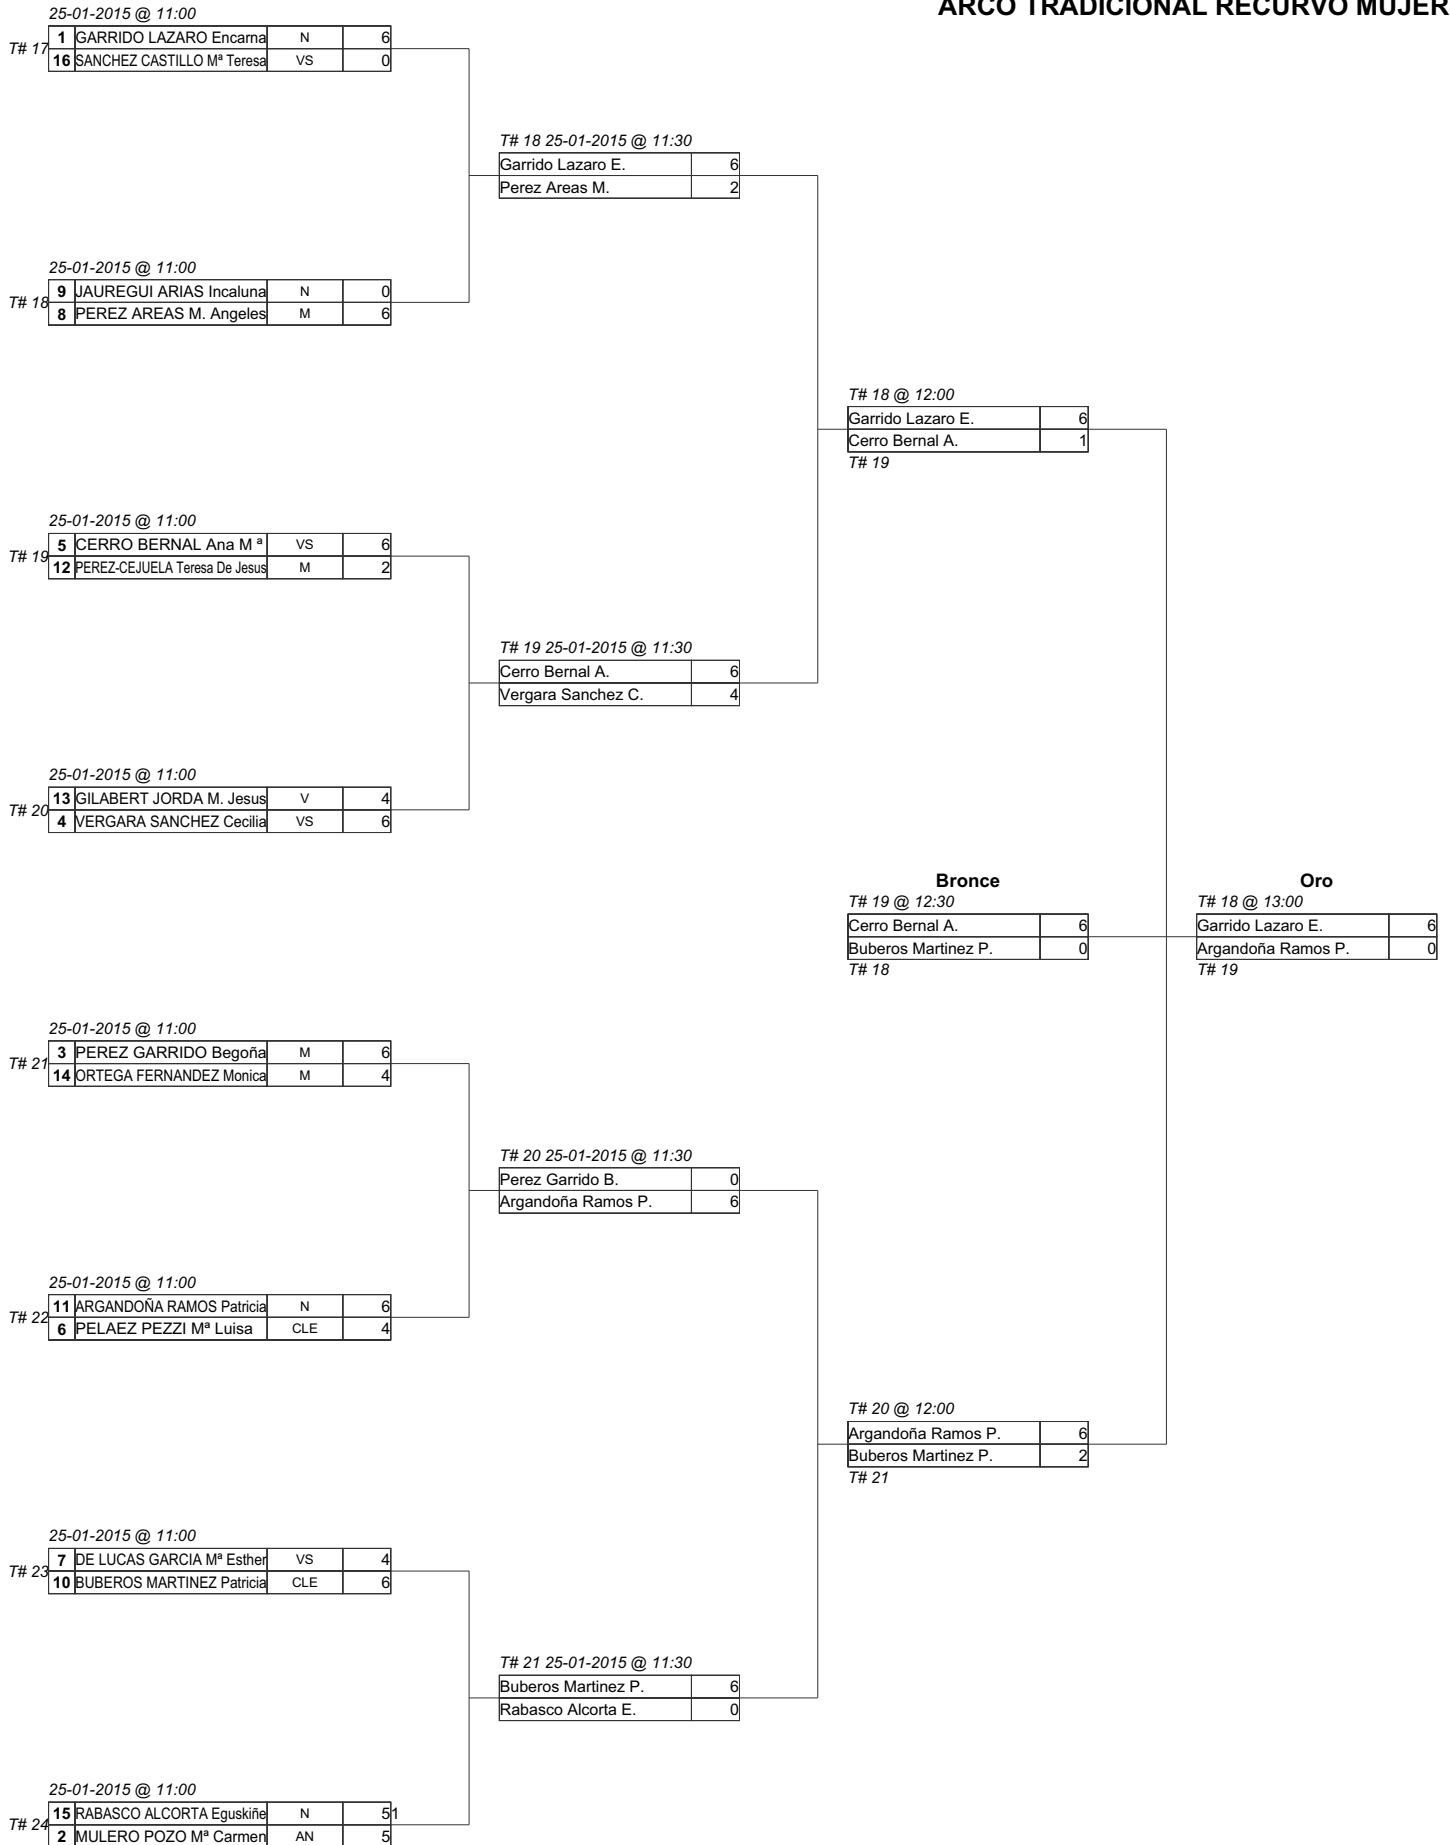 ARCO TRADICIONAL RECURVO MUJER
25-01-2015 @ 11:00
T# 17
1 GARRIDO LAZARO Encarna N 6
16 SANCHEZ CASTILLO Mª Teresa VS 0
T# 18 25-01-2015 @ 11:30
Garrido Lazaro E. 6
Perez Areas M. 2
25-01-2015 @ 11:00
T# 18
9 JAUREGUI ARIAS Incaluna N 0
8 PEREZ AREAS M. Angeles M 6
T# 18 @ 12:00
Garrido Lazaro E. 6
Cerro Bernal A. 1
T# 19
25-01-2015 @ 11:00
T# 19
5 CERRO BERNAL Ana M ª VS 6
12 PEREZ-CEJUELA Teresa De Jesus M 2
T# 19 25-01-2015 @ 11:30
Cerro Bernal A. 6
Vergara Sanchez C. 4
25-01-2015 @ 11:00
T# 20
13 GILABERT JORDA M. Jesus V 4
4 VERGARA SANCHEZ Cecilia VS 6
Bronce
T# 19 @ 12:30
Cerro Bernal A. 6
Buberos Martinez P. 0
T# 18
Oro
T# 18 @ 13:00
Garrido Lazaro E. 6
Argandoña Ramos P. 0
T# 19
25-01-2015 @ 11:00
T# 21
3 PEREZ GARRIDO Begoña M 6
14 ORTEGA FERNANDEZ Monica M 4
T# 20 25-01-2015 @ 11:30
Perez Garrido B. 0
Argandoña Ramos P. 6
25-01-2015 @ 11:00
T# 22
11 ARGANDOÑA RAMOS Patricia N 6
6 PELAEZ PEZZI Mª Luisa CLE 4
T# 20 @ 12:00
Argandoña Ramos P. 6
Buberos Martinez P. 2
T# 21
25-01-2015 @ 11:00
T# 23
7 DE LUCAS GARCIA Mª Esther VS 4
10 BUBEROS MARTINEZ Patricia CLE 6
T# 21 25-01-2015 @ 11:30
Buberos Martinez P. 6
Rabasco Alcorta E. 0
25-01-2015 @ 11:00
T# 24
15 RABASCO ALCORTA Eguskiñe N 5 1
2 MULERO POZO Mª Carmen AN 5